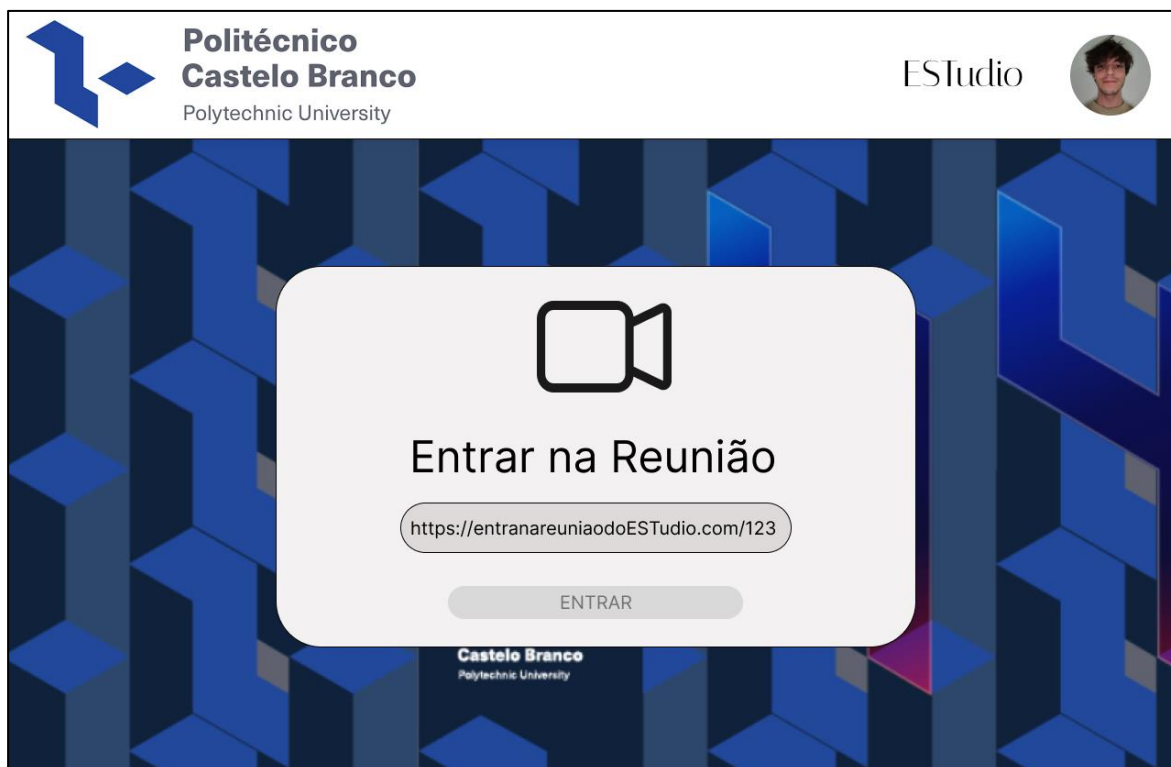 Politécnico
Castelo Branco
Polytechnic University
ESTudio
Entrar na Reunião
https://entranareuniaodoESTudio.com/123
ENTRAR
Castelo Branco
Polytechnic University